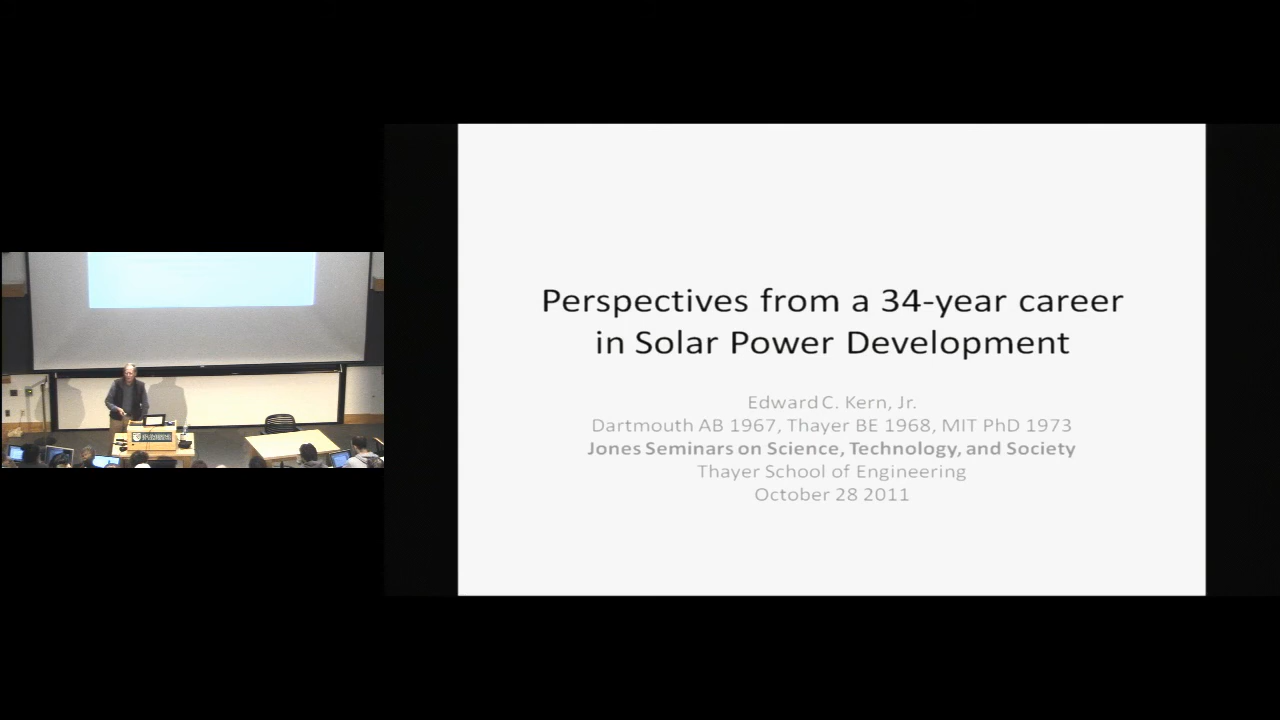 Perspectives from a 34-year career
in Solar Power Development
Edward C. Kern, Jr.
Dartmouth AB 1967, Thayer BE 1968, MIT PhD 1973
Jones Seminars on Science, Technology, and Society
Thayer School of Engineering
October 28 2011